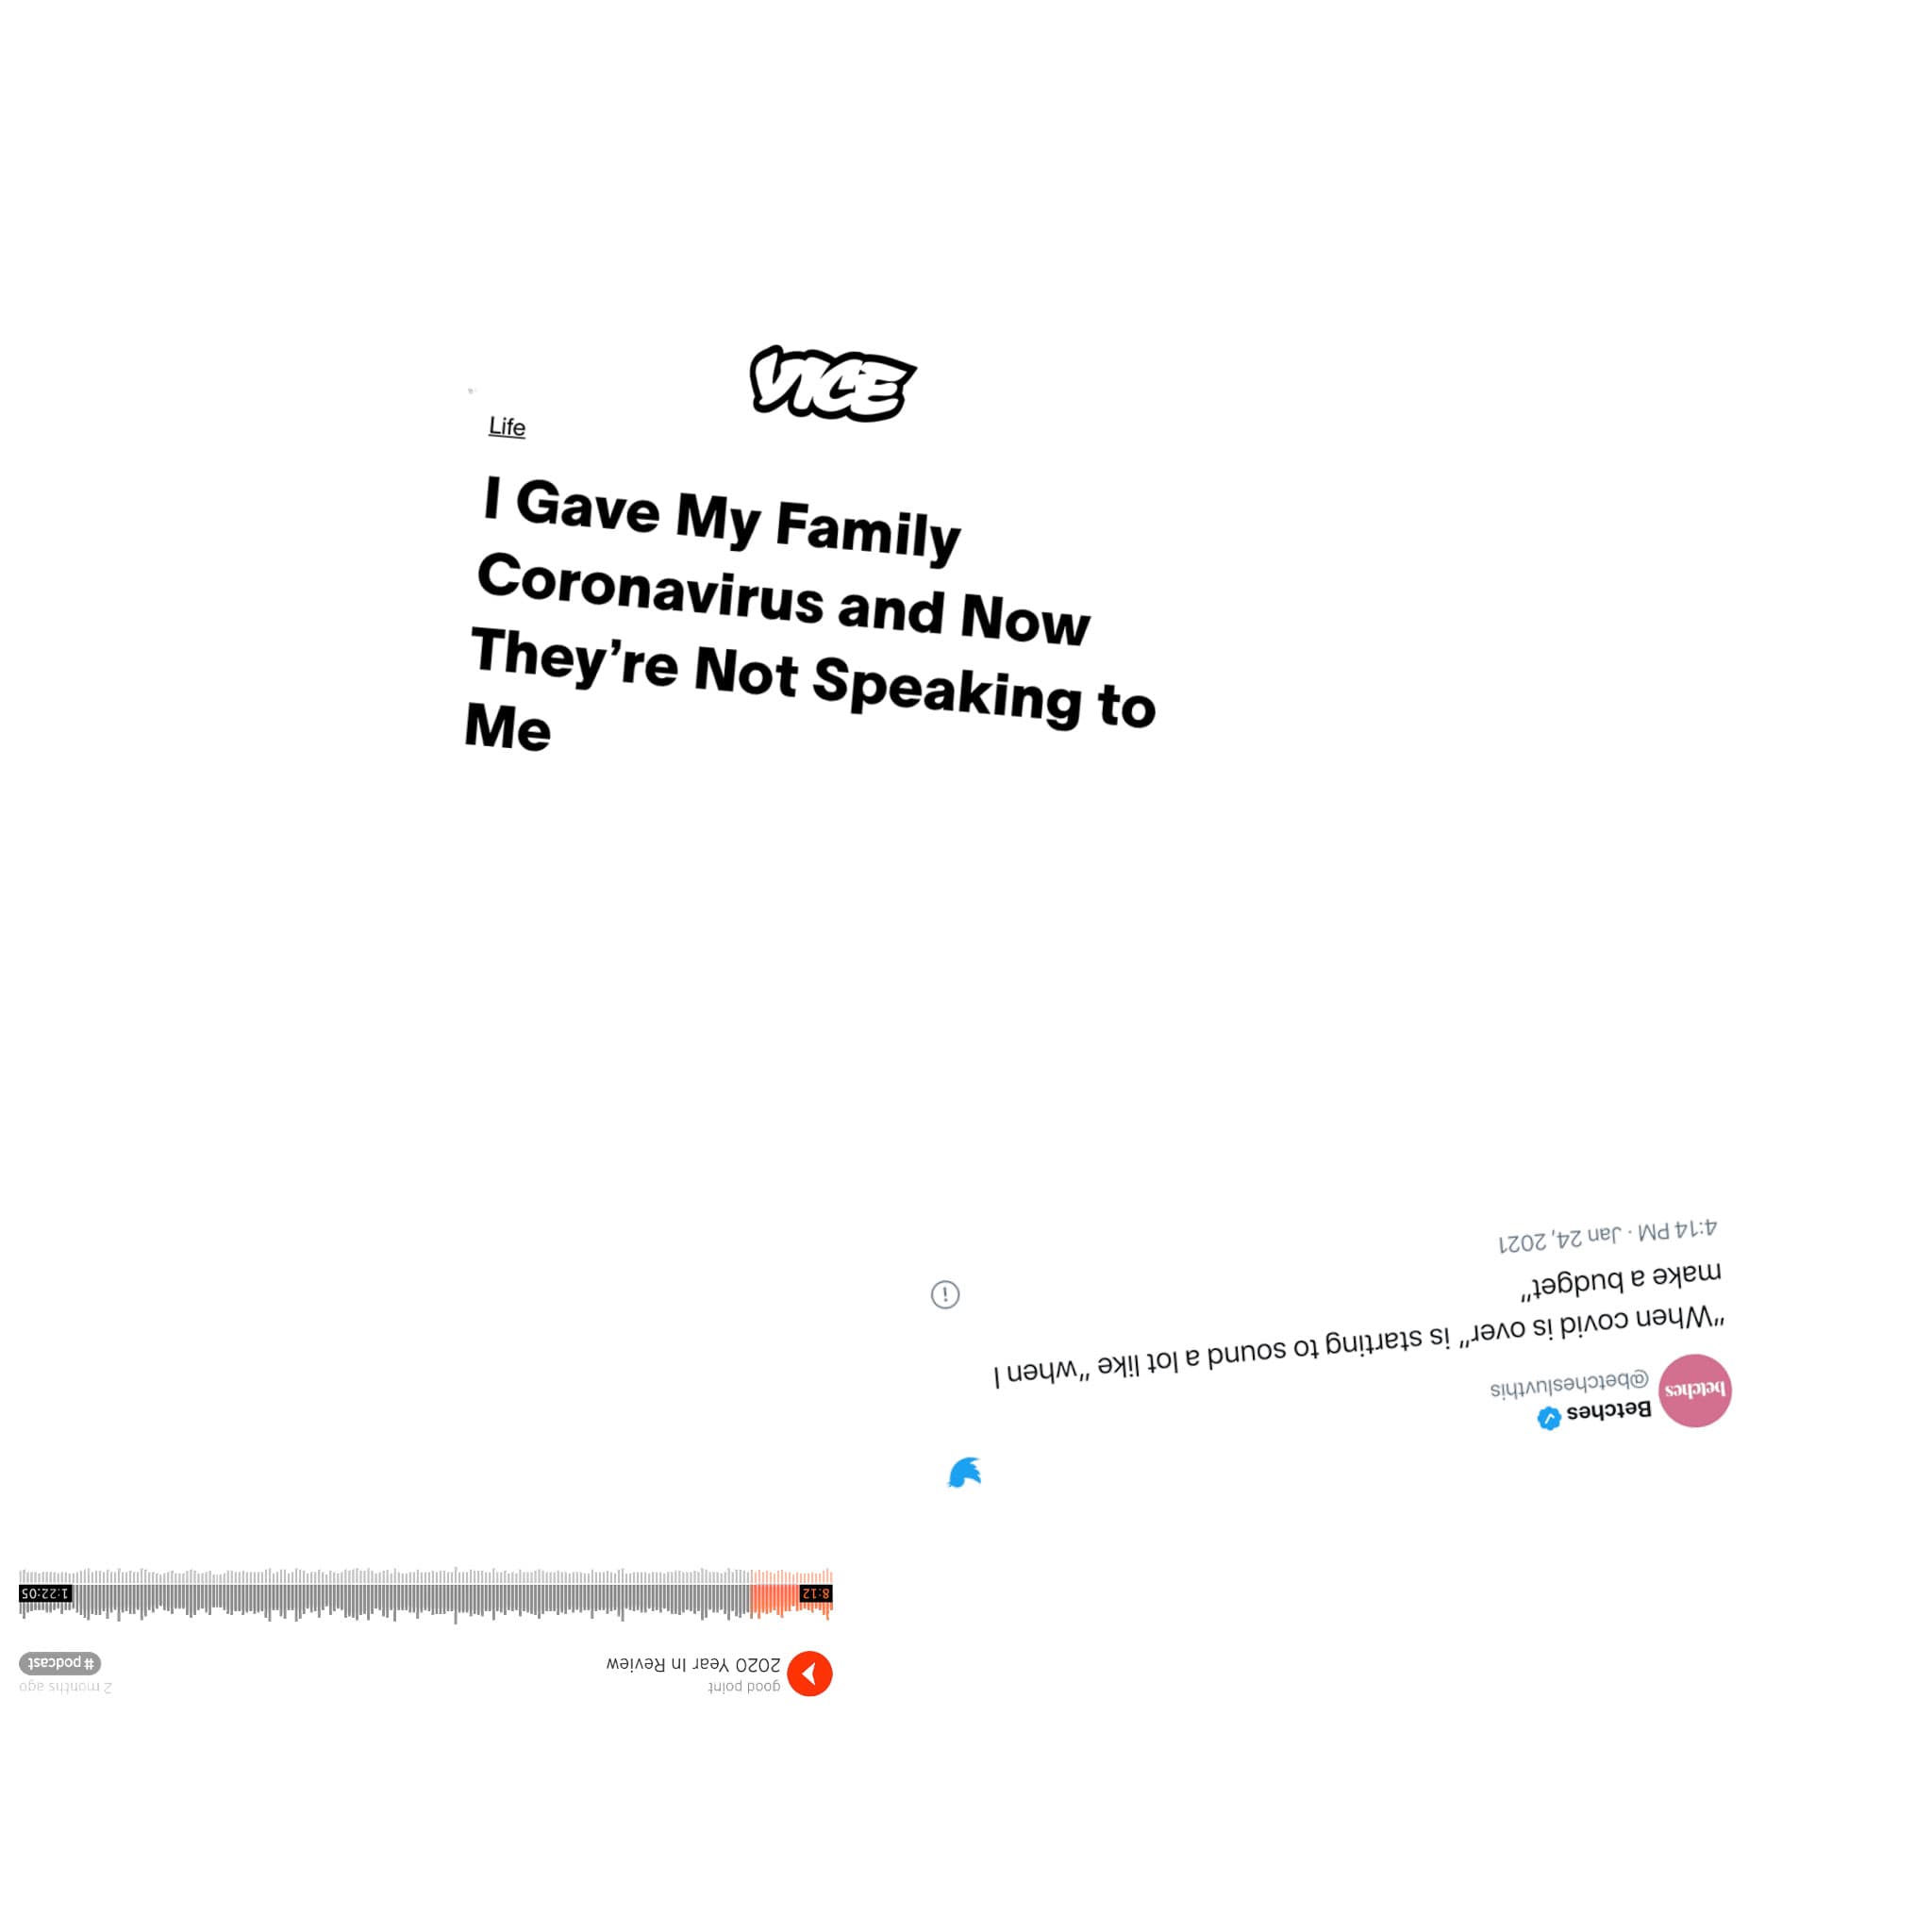 VICE
Life
I Gave My Family
Coronavirus and Now
They’re Not Speaking to
Me
Betches
@betchesluvthis
betches
“When covid is over” is starting to sound a lot like “when I
make a budget”
4:14 PM · Jan 24, 2021
good point
2020 Year In Review
2 months ago
# podcast
8:12
1:22:05